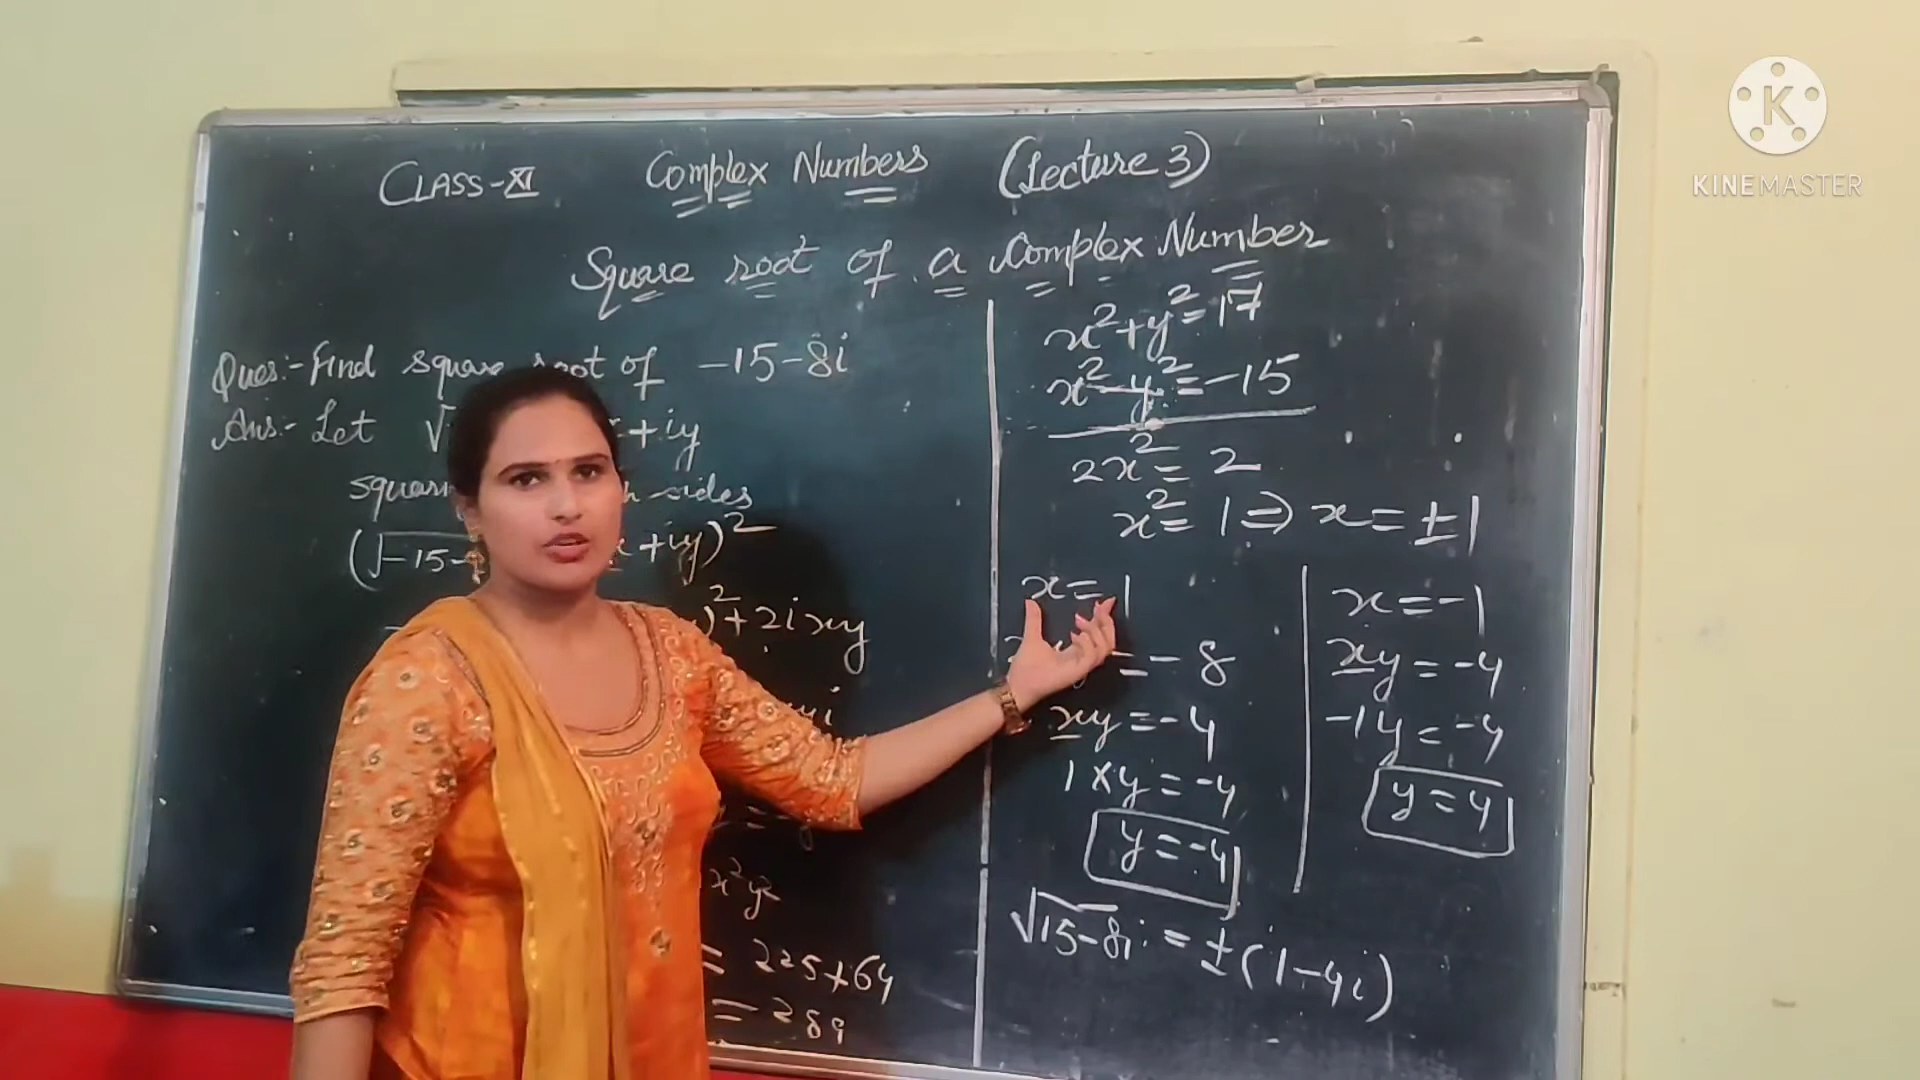 CLASS-XI Complex Numbers (Lecture 3)
Square root of a Complex Number
Ques:- Find square root of -15-8i
Ans:- Let √ +iy
sides
(√-15- +iy)²
)²+2ixy
yi
x²y²
= 225+64
= 289
x²+y²=17
x²-y²=-15
2x²=2
x²=1⇒x=±1
x=1
=-8
xy=-4
1×y=-4
y=-4
x=-1
xy=-4
-1y=-4
y=4
√15-8i=±(1-4i)
KINEMASTER